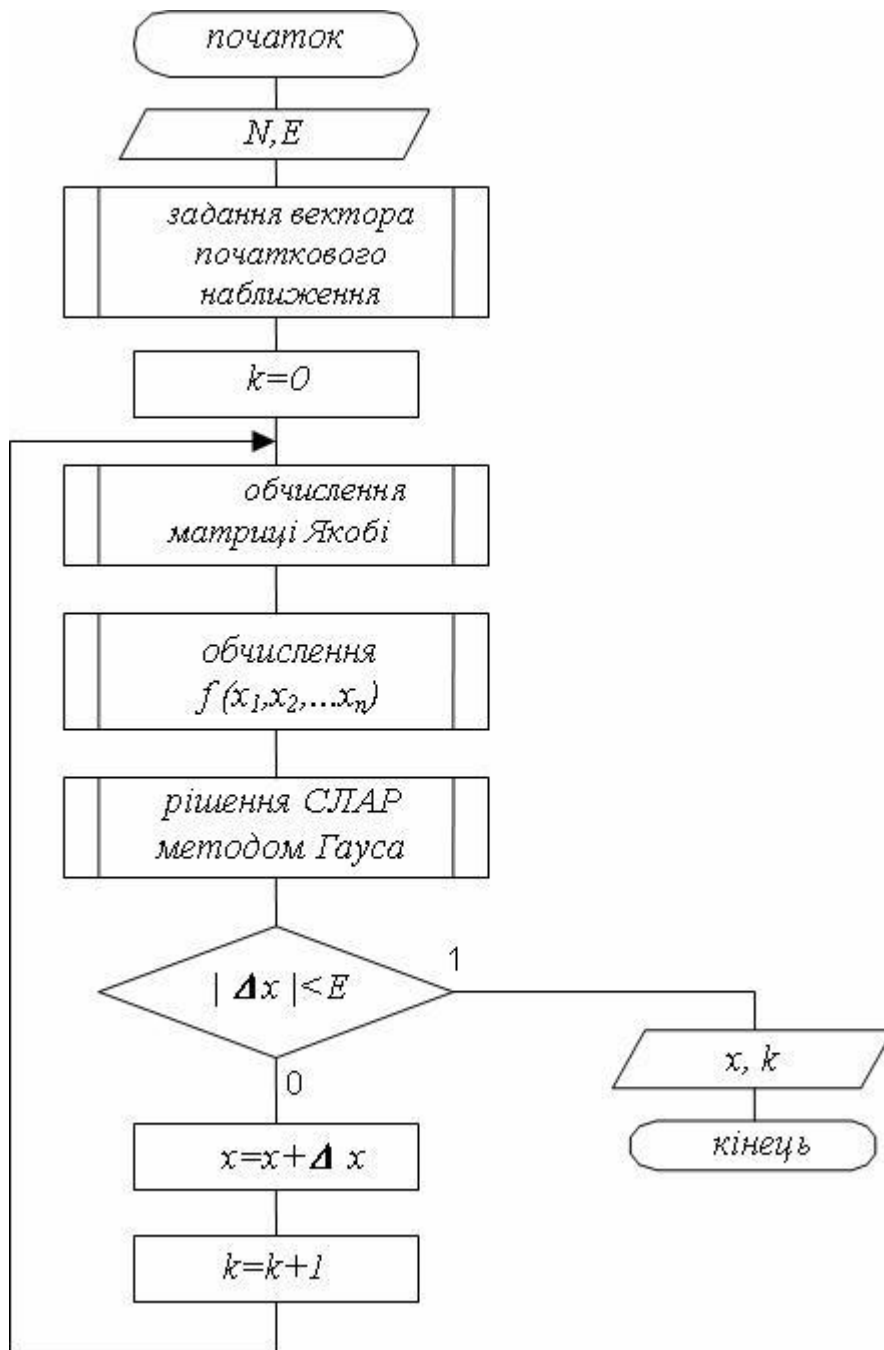 початок
N,E
задання вектора
початкового
наближення
k=0
обчислення
матриці Якобі
обчислення
f(x₁,x₂,...xₙ)
рішення СЛАР
методом Гауса
| Δx |<E
1
0
x, k
кінець
x=x+Δ x
k=k+1